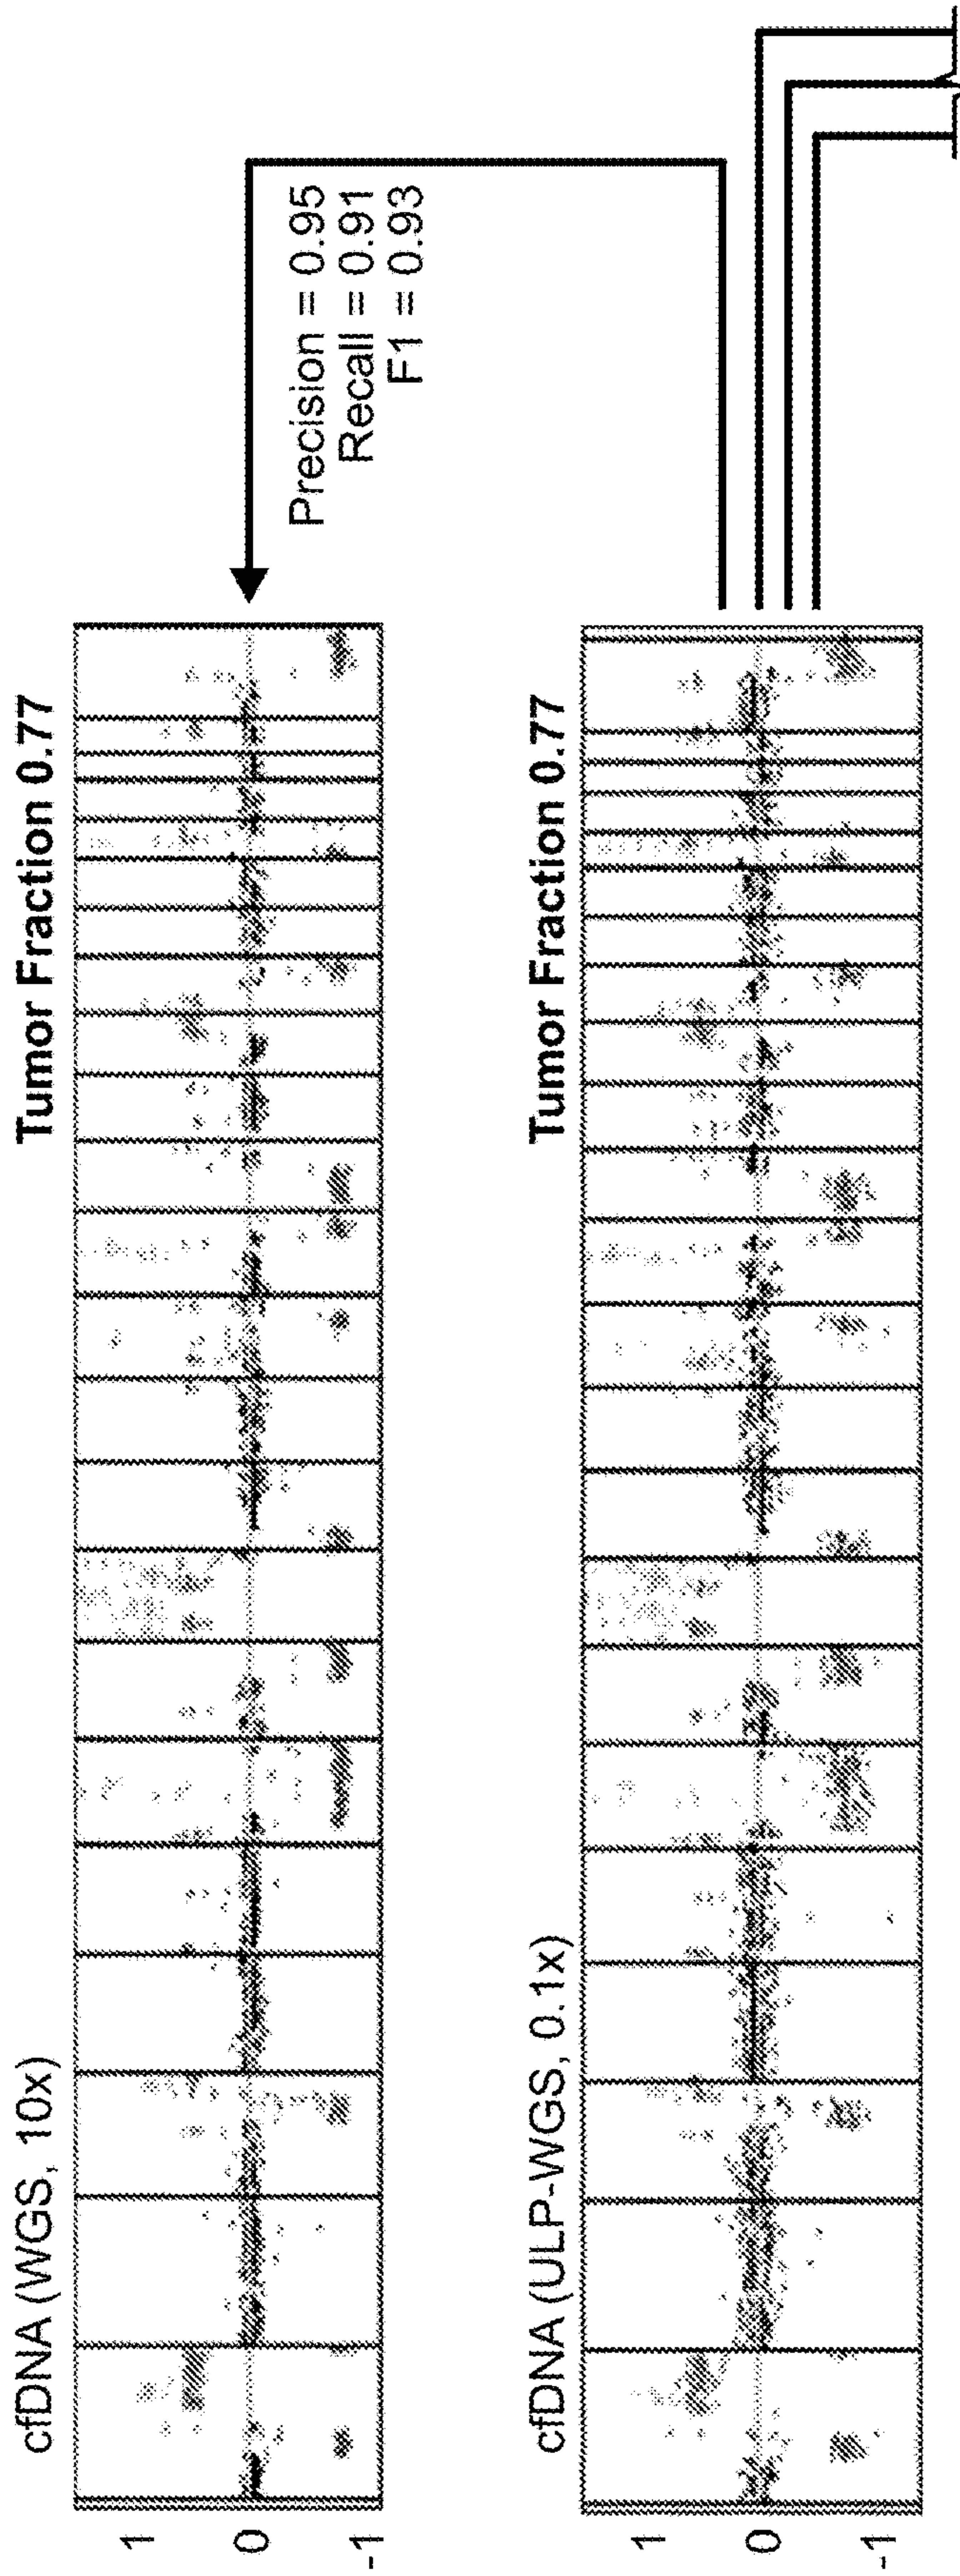 cfDNA (WGS, 10x)
Tumor Fraction 0.77
1
0
-1
Precision = 0.95
Recall = 0.91
F1 = 0.93
cfDNA (ULP-WGS, 0.1x)
Tumor Fraction 0.77
1
0
-1